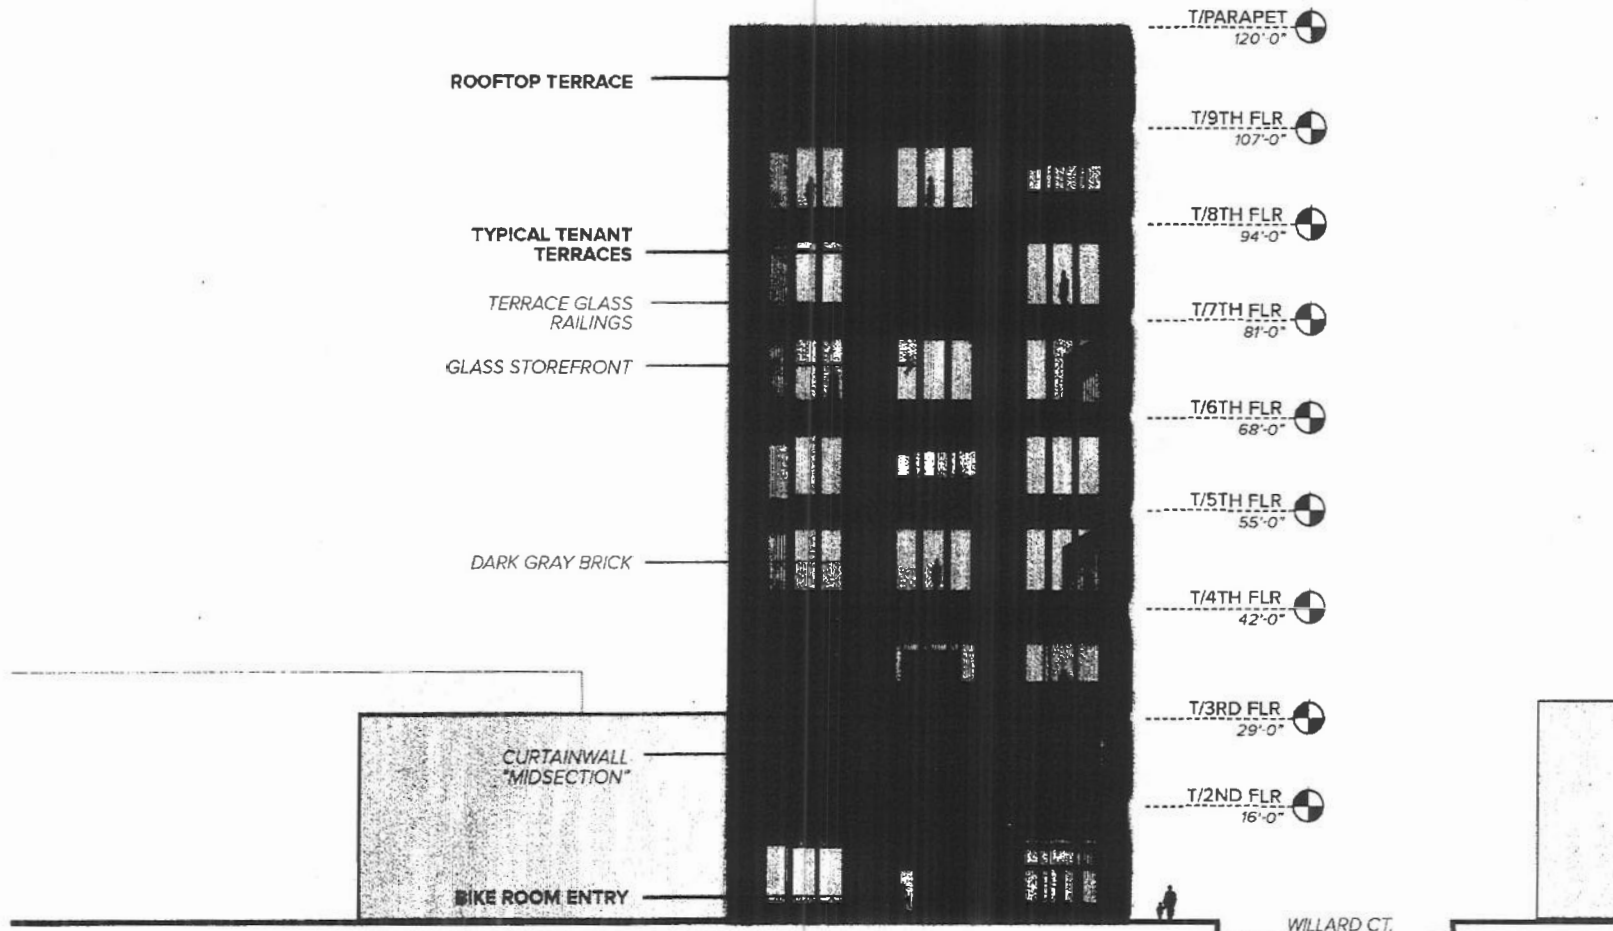 T/PARAPET
120'-0"
ROOFTOP TERRACE
T/9TH FLR
107'-0"
T/8TH FLR
94'-0"
TYPICAL TENANT
TERRACES
TERRACE GLASS
RAILINGS
T/7TH FLR
81'-0"
GLASS STOREFRONT
T/6TH FLR
68'-0"
T/5TH FLR
55'-0"
DARK GRAY BRICK
T/4TH FLR
42'-0"
T/3RD FLR
29'-0"
CURTAINWALL
"MIDSECTION"
T/2ND FLR
16'-0"
BIKE ROOM ENTRY
WILLARD CT.